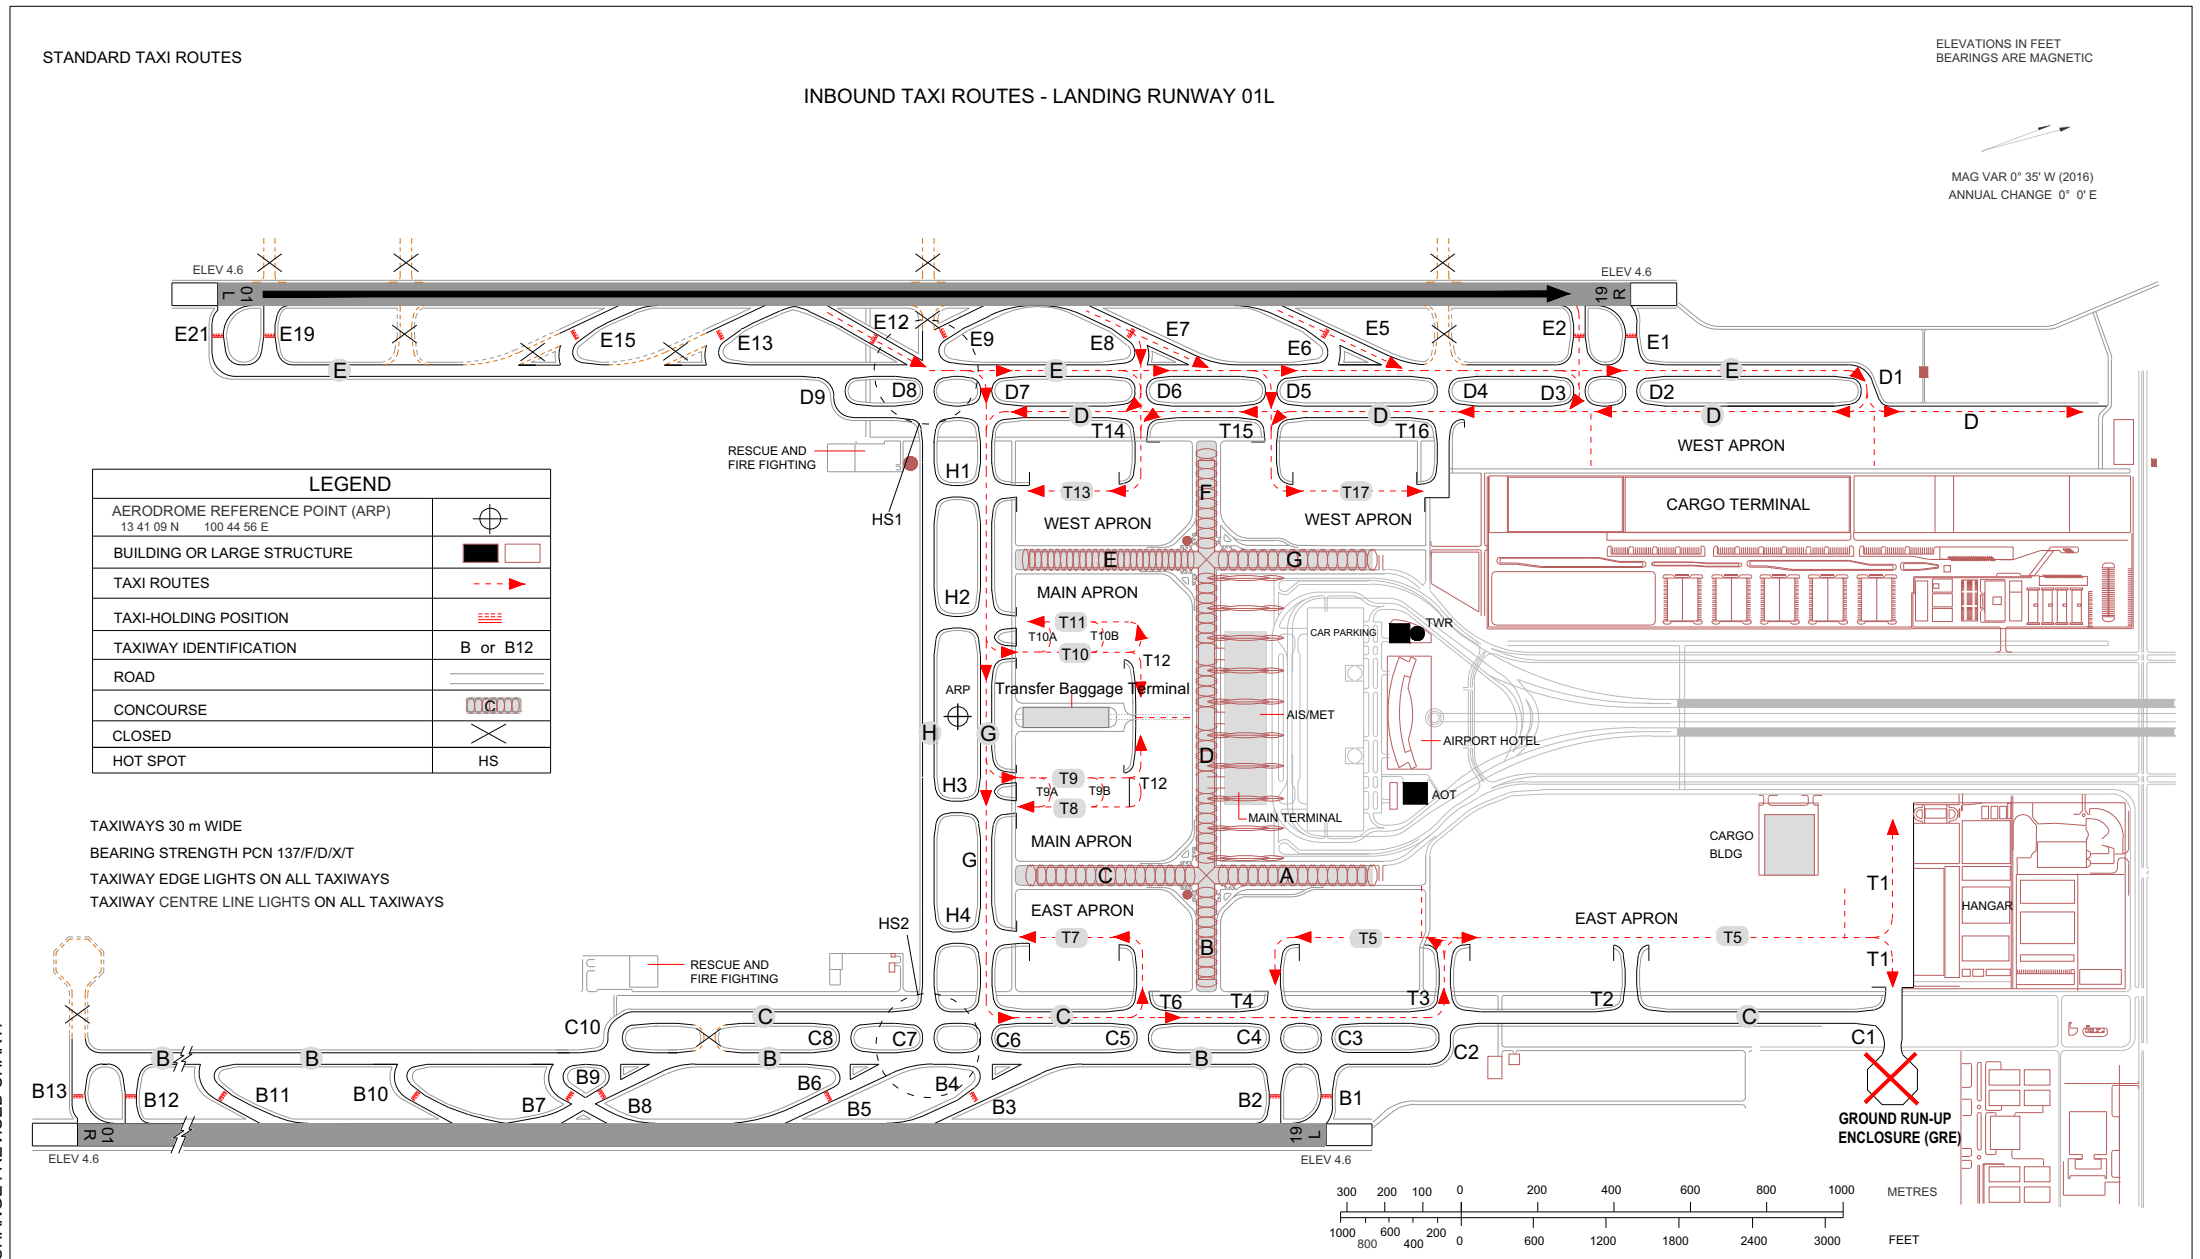 STANDARD TAXI ROUTES
ELEVATIONS IN FEET
BEARINGS ARE MAGNETIC
INBOUND TAXI ROUTES - LANDING RUNWAY 01L
MAG VAR 0° 35' W (2016)
ANNUAL CHANGE 0° 0' E
ELEV 4.6
ELEV 4.6
01 L
19 R
E21
E19
E15
E13
E12
E9
E8
E7
E6
E5
E2
E1
E
E
E
D9
D8
D7
D6
D5
D4
D3
D2
D1
D
D
D
D
T14
T15
T16
WEST APRON
RESCUE AND
FIRE FIGHTING
H1
HS1
T13
F
T17
WEST APRON
WEST APRON
CARGO TERMINAL
LEGEND
AERODROME REFERENCE POINT (ARP)
13 41 09 N 100 44 56 E
BUILDING OR LARGE STRUCTURE
TAXI ROUTES
TAXI-HOLDING POSITION
TAXIWAY IDENTIFICATION
B or B12
ROAD
CONCOURSE
C
CLOSED
HOT SPOT
HS
E
G
MAIN APRON
H2
T11
T10A
T10B
T10
T12
CAR PARKING
TWR
ARP
Transfer Baggage Terminal
AIS/MET
H
G
D
AIRPORT HOTEL
T9
T9A
T9B
T8
T12
H3
AOT
MAIN TERMINAL
MAIN APRON
CARGO
BLDG
TAXIWAYS 30 m WIDE
BEARING STRENGTH PCN 137/F/D/X/T
TAXIWAY EDGE LIGHTS ON ALL TAXIWAYS
TAXIWAY CENTRE LINE LIGHTS ON ALL TAXIWAYS
G
C
A
T1
HANGAR
H4
EAST APRON
EAST APRON
HS2
T7
B
T5
T5
T1
RESCUE AND
FIRE FIGHTING
T6
T4
T3
T2
C10
C
C
C
C8
C7
C6
C5
C4
C3
C2
C1
B
B
B
B
B13
B12
B11
B10
B9
B8
B7
B6
B5
B4
B3
B2
B1
01 R
19 L
ELEV 4.6
ELEV 4.6
GROUND RUN-UP
ENCLOSURE (GRE)
300 200 100 0 200 400 600 800 1000 METRES
1000 800 600 400 200 0 600 1200 1800 2400 3000 FEET